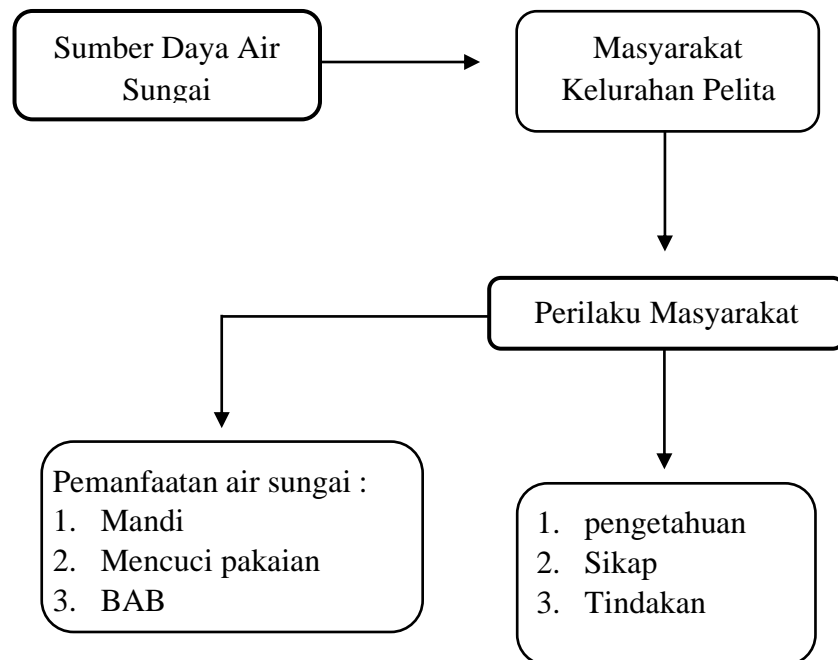 Sumber Daya Air
Sungai
Masyarakat
Kelurahan Pelita
Perilaku Masyarakat
Pemanfaatan air sungai :
1. Mandi
2. Mencuci pakaian
3. BAB
1. pengetahuan
2. Sikap
3. Tindakan